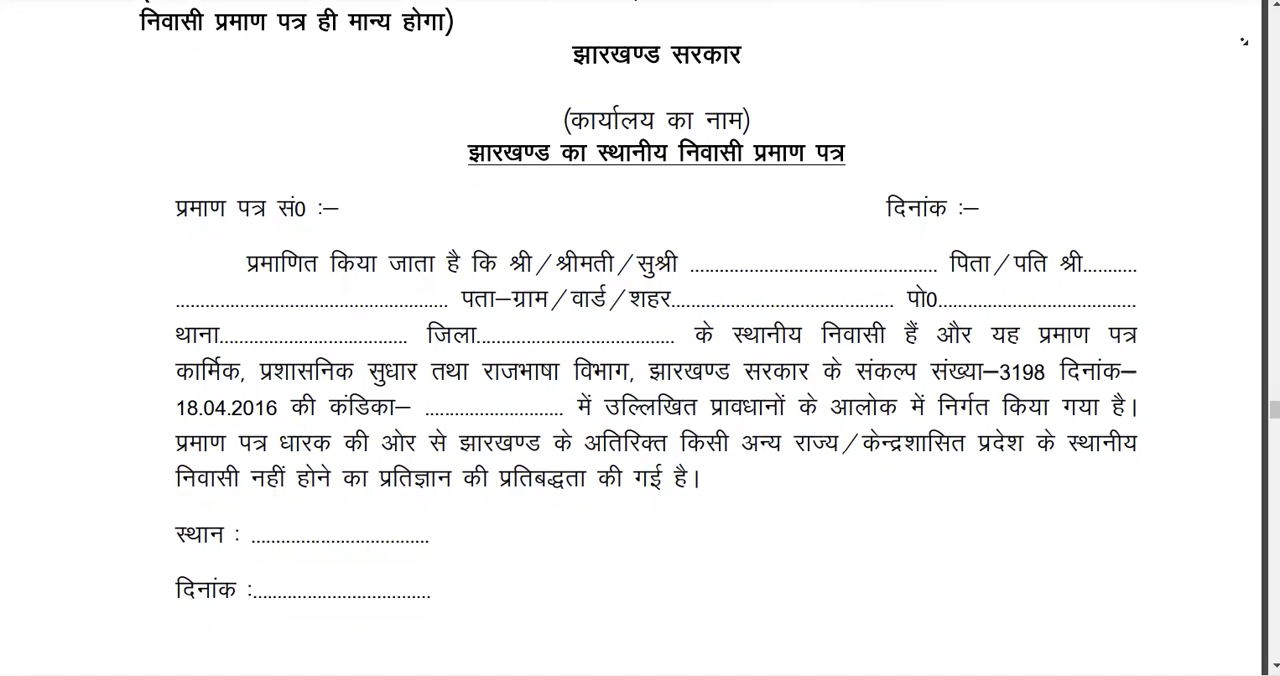 निवासी प्रमाण पत्र ही मान्य होगा)
झारखण्ड सरकार
(कार्यालय का नाम)
झारखण्ड का स्थानीय निवासी प्रमाण पत्र
प्रमाण पत्र सं0 :– दिनांक :–
प्रमाणित किया जाता है कि श्री/श्रीमती/सुश्री .................................................. पिता/पति श्री...........
....................................................... पता–ग्राम/वार्ड/शहर............................................. पो0........................................
थाना...................................... जिला........................................ के स्थानीय निवासी हैं और यह प्रमाण पत्र
कार्मिक, प्रशासनिक सुधार तथा राजभाषा विभाग, झारखण्ड सरकार के संकल्प संख्या–3198 दिनांक–
18.04.2016 की कंडिका– ............................ में उल्लिखित प्रावधानों के आलोक में निर्गत किया गया है।
प्रमाण पत्र धारक की ओर से झारखण्ड के अतिरिक्त किसी अन्य राज्य/केन्द्रशासित प्रदेश के स्थानीय
निवासी नहीं होने का प्रतिज्ञान की प्रतिबद्धता की गई है।
स्थान : ....................................
दिनांक :....................................